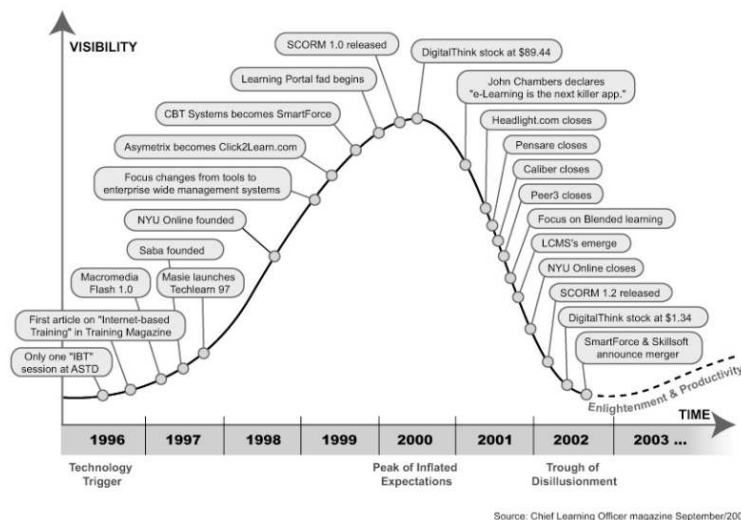 VISIBILITY
SCORM 1.0 released
DigitalThink stock at $89.44
Learning Portal fad begins
John Chambers declares
"e-Learning is the next killer app."
CBT Systems becomes SmartForce
Headlight.com closes
Asymetrix becomes Click2Learn.com
Pensare closes
Caliber closes
Focus changes from tools to
enterprise wide management systems
Peer3 closes
NYU Online founded
Focus on Blended learning
Saba founded
LCMS's emerge
Macromedia
Flash 1.0
Masie launches
Techlearn 97
NYU Online closes
SCORM 1.2 released
First article on "Internet-based
Training" in Training Magazine
DigitalThink stock at $1.34
Only one "IBT"
session at ASTD
SmartForce & Skillsoft
announce merger
Enlightenment & Productivity
TIME
1996 1997 1998 1999 2000 2001 2002 2003 ...
Technology
Trigger
Peak of Inflated
Expectations
Trough of
Disillusionment
Source: Chief Learning Officer magazine September/200